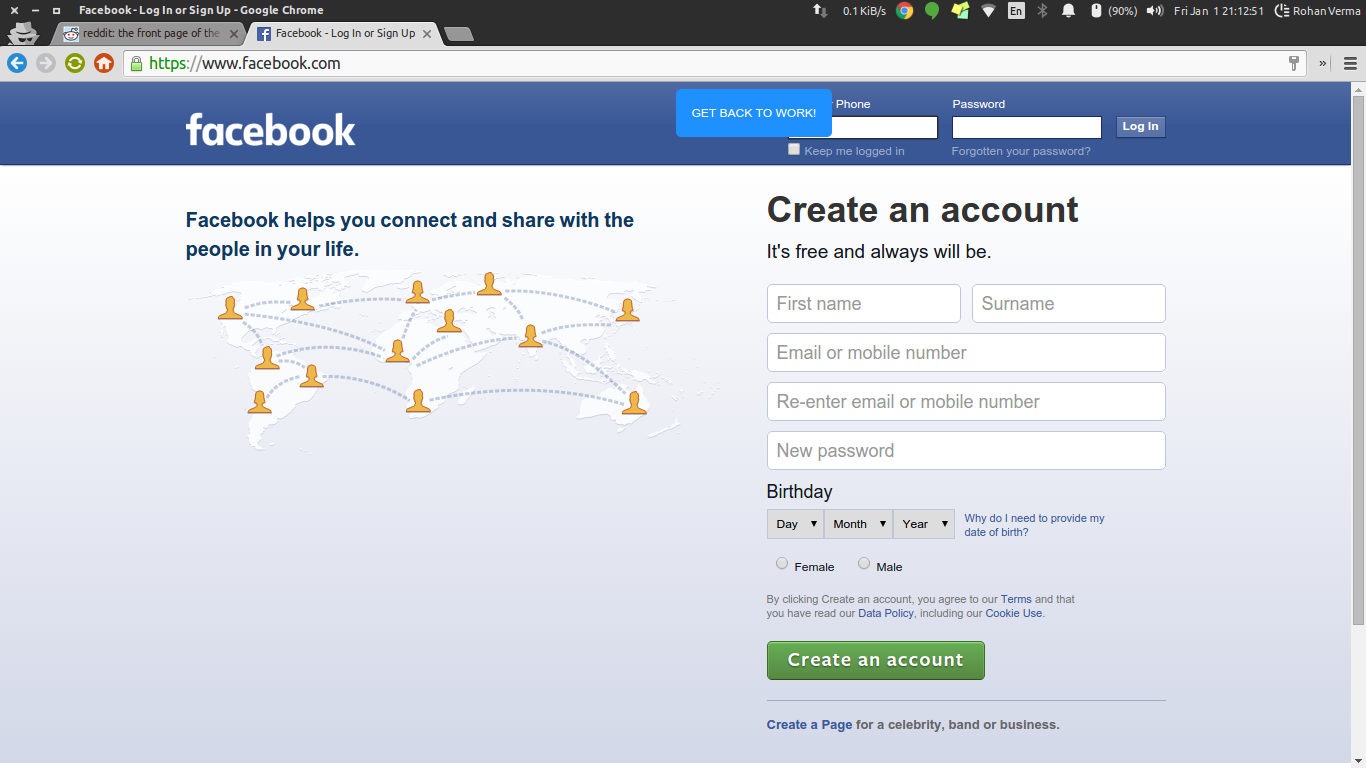 Facebook - Log In or Sign Up - Google Chrome
0.1 KiB/s
En
(90%)
Fri Jan 1 21:12:51
Rohan Verma
reddit: the front page of the
Facebook - Log In or Sign Up
https://www.facebook.com
»
facebook
GET BACK TO WORK!
Phone
Password
Log In
Keep me logged in
Forgotten your password?
Facebook helps you connect and share with the
people in your life.
Create an account
It's free and always will be.
First name
Surname
Email or mobile number
Re-enter email or mobile number
New password
Birthday
Day
Month
Year
Why do I need to provide my
date of birth?
Female
Male
By clicking Create an account, you agree to our Terms and that
you have read our Data Policy, including our Cookie Use.
Create an account
Create a Page for a celebrity, band or business.